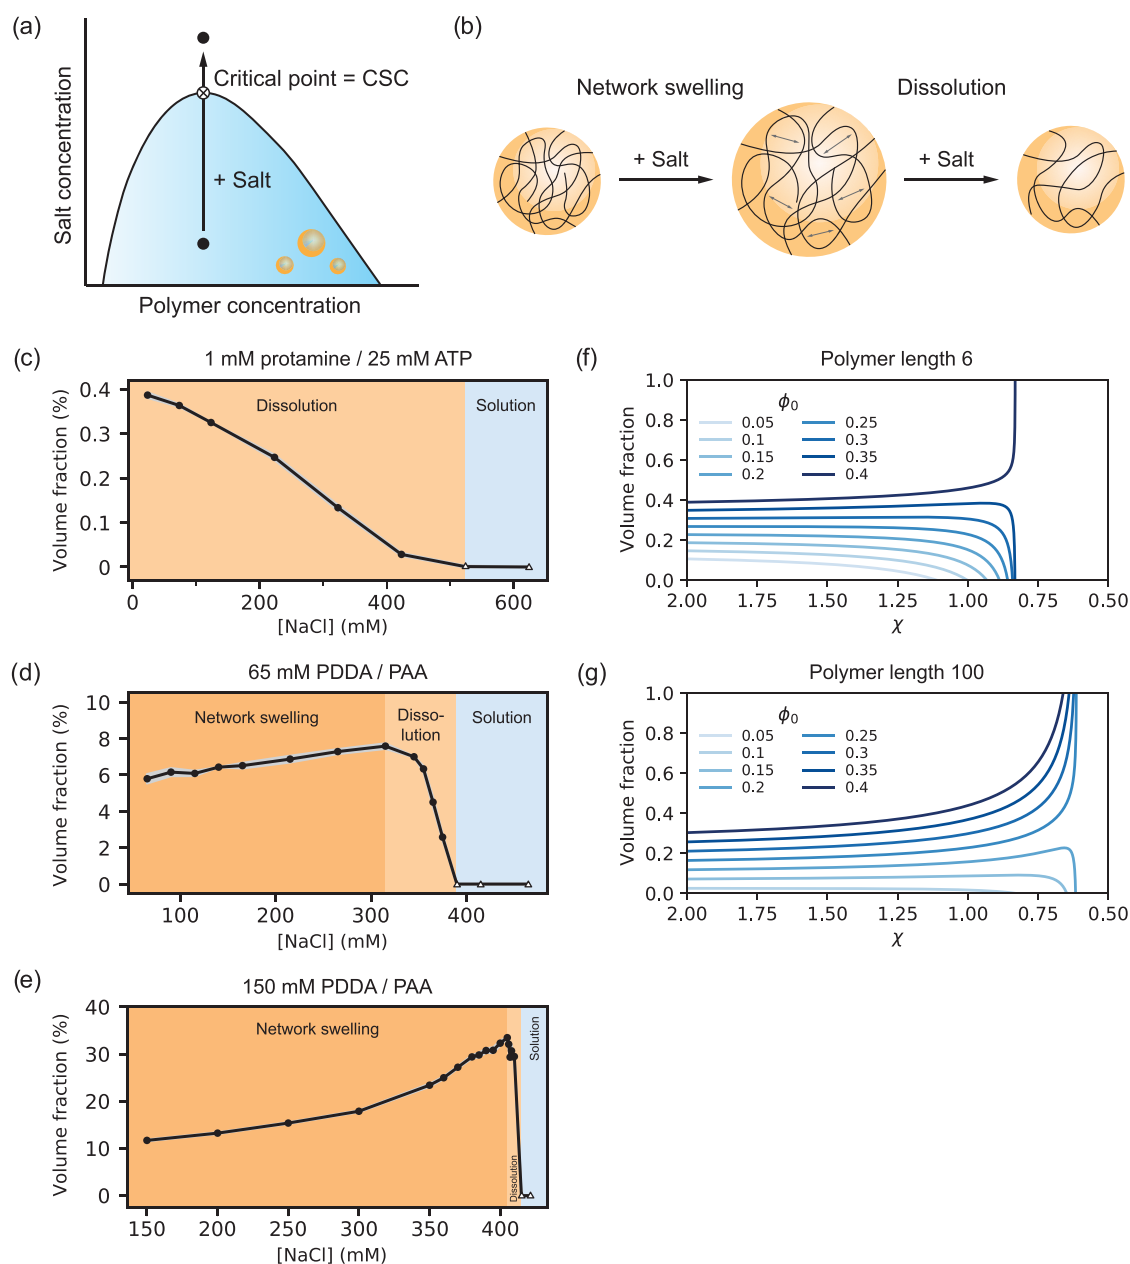 (a)
Salt concentration
Critical point = CSC
+ Salt
Polymer concentration
(b)
Network swelling
Dissolution
+ Salt
+ Salt
(c)
1 mM protamine / 25 mM ATP
Volume fraction (%)
0.4
0.3
0.2
0.1
0
Dissolution
Solution
0
200
400
600
[NaCl] (mM)
(d)
65 mM PDDA / PAA
Volume fraction (%)
10
8
6
4
2
0
Network swelling
Disso-
lution
Solution
100
200
300
400
[NaCl] (mM)
(e)
150 mM PDDA / PAA
Volume fraction (%)
40
30
20
10
0
Network swelling
Dissolution
Solution
150
200
250
300
350
400
[NaCl] (mM)
(f)
Polymer length 6
Volume fraction
1.0
0.8
0.6
0.4
0.2
0.0
ϕ0
0.05
0.1
0.15
0.2
0.25
0.3
0.35
0.4
2.00
1.75
1.50
1.25
1.00
0.75
0.50
χ
(g)
Polymer length 100
Volume fraction
1.0
0.8
0.6
0.4
0.2
0.0
ϕ0
0.05
0.1
0.15
0.2
0.25
0.3
0.35
0.4
2.00
1.75
1.50
1.25
1.00
0.75
0.50
χ